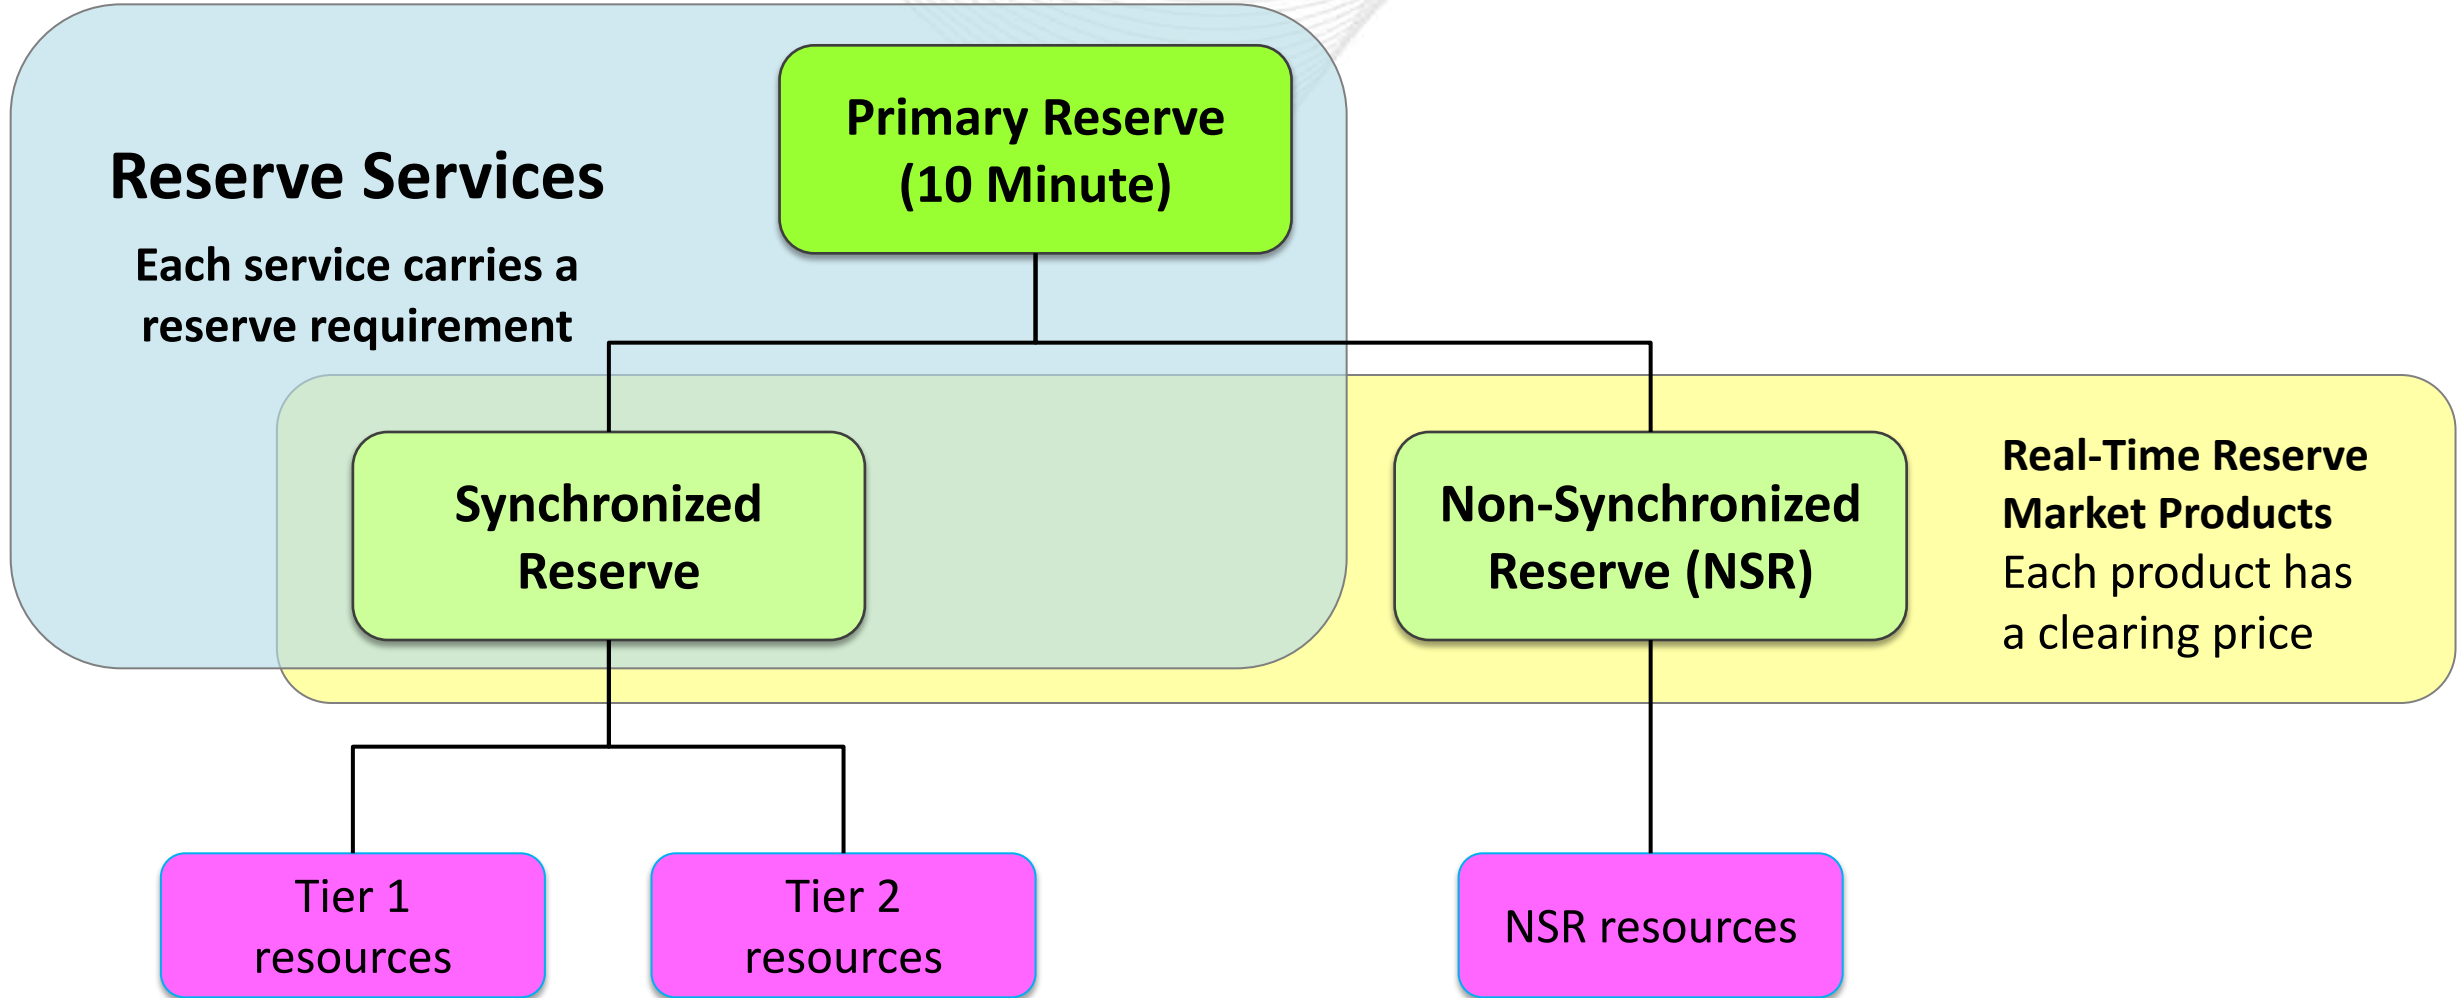 Primary Reserve
(10 Minute)
Reserve Services
Each service carries a
reserve requirement
Synchronized
Reserve
Non-Synchronized
Reserve (NSR)
Real-Time Reserve
Market Products
Each product has
a clearing price
Tier 1
resources
Tier 2
resources
NSR resources